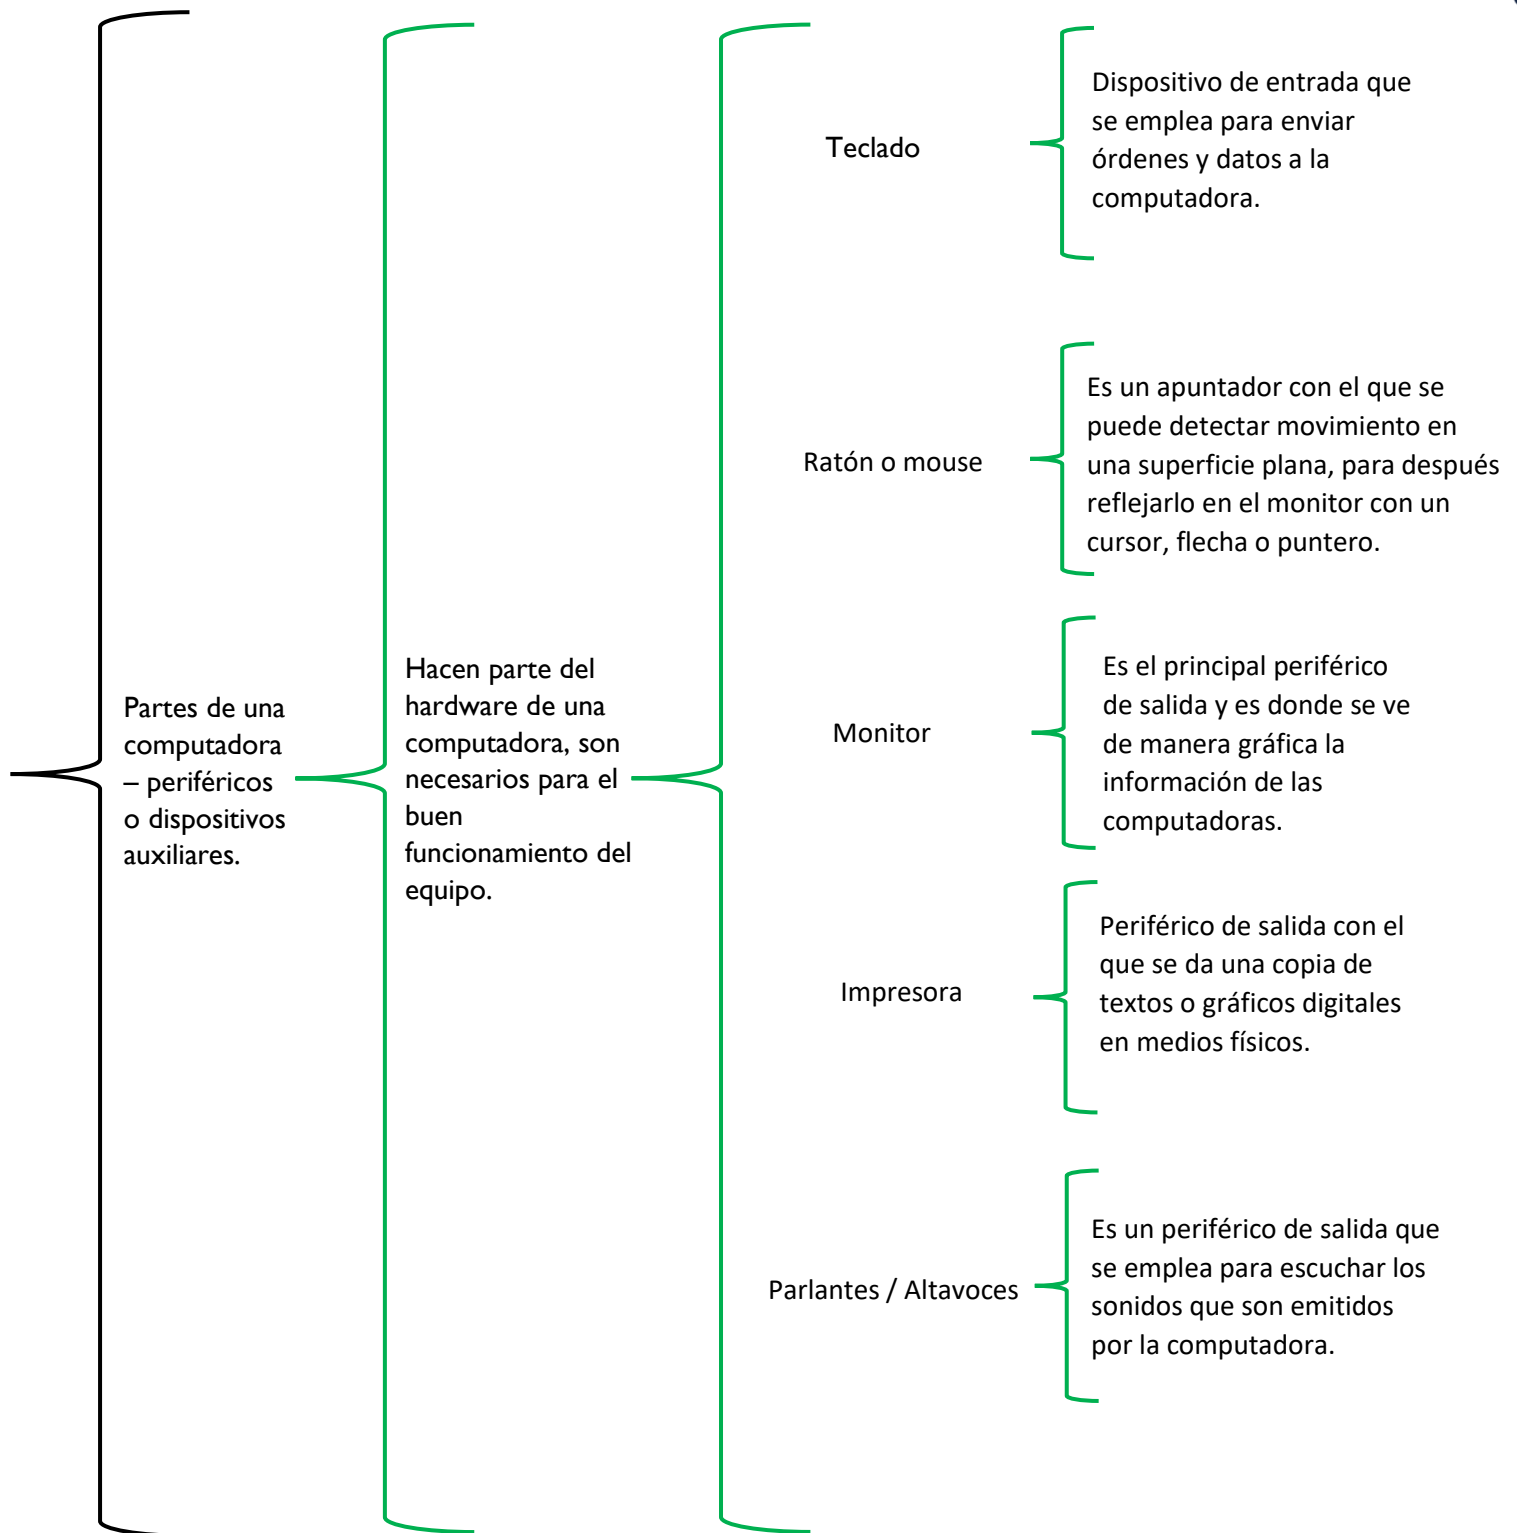 Partes de una
computadora
– periféricos
o dispositivos
auxiliares.
Hacen parte del
hardware de una
computadora, son
necesarios para el
buen
funcionamiento del
equipo.
Teclado
Dispositivo de entrada que
se emplea para enviar
órdenes y datos a la
computadora.
Ratón o mouse
Es un apuntador con el que se
puede detectar movimiento en
una superficie plana, para después
reflejarlo en el monitor con un
cursor, flecha o puntero.
Monitor
Es el principal periférico
de salida y es donde se ve
de manera gráfica la
información de las
computadoras.
Impresora
Periférico de salida con el
que se da una copia de
textos o gráficos digitales
en medios físicos.
Parlantes / Altavoces
Es un periférico de salida que
se emplea para escuchar los
sonidos que son emitidos
por la computadora.